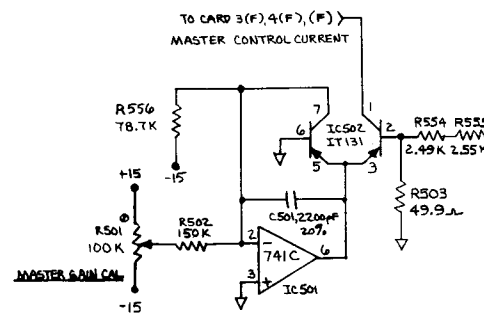 TO CARD 3(F), 4(F), (F)
MASTER CONTROL CURRENT
R556
78.7K
-15
7
1
6
IC502
IT131
2
5
3
R554
2.49K
R555
2.55K
R503
49.9Ω
+15
R501
100K
MASTER GAIN CAL
-15
R502
150K
C501, 2200pF
20%
2
-
741C
6
3
+
IC501